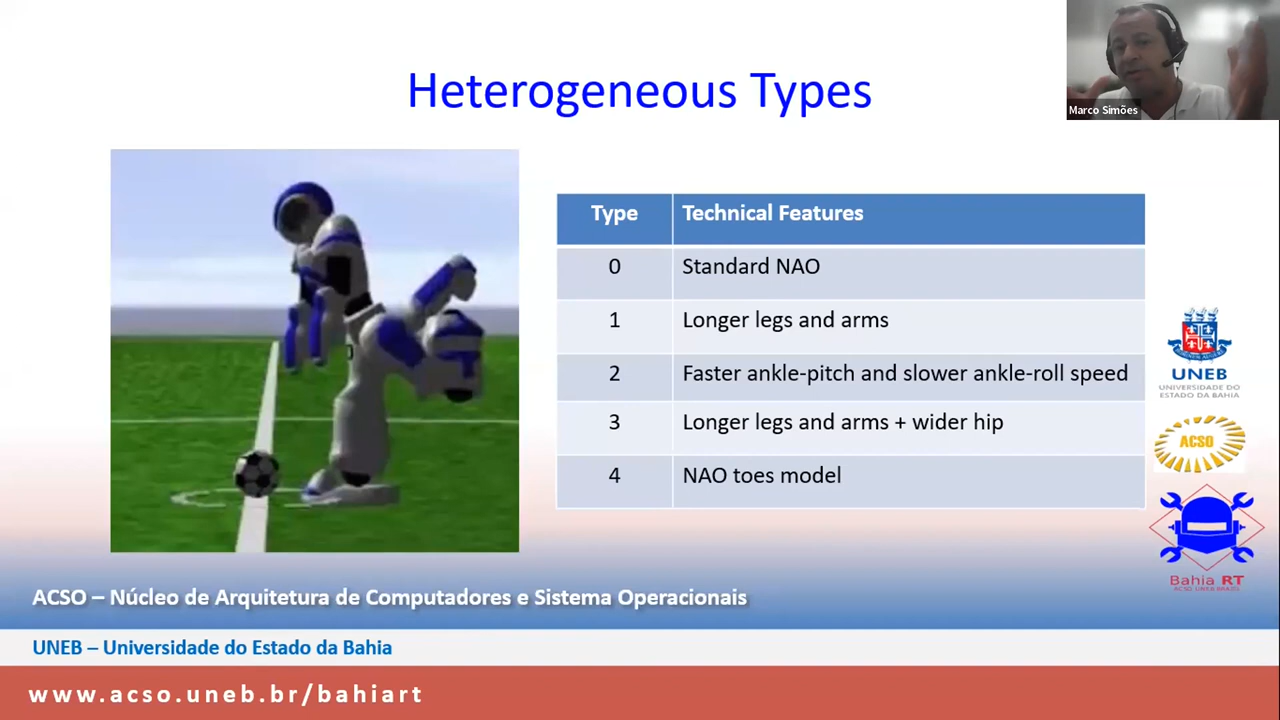 Marco Simões
Heterogeneous Types
Type Technical Features
0 Standard NAO
1 Longer legs and arms
2 Faster ankle-pitch and slower ankle-roll speed
3 Longer legs and arms + wider hip
4 NAO toes model
UNEB
UNIVERSIDADE DO
ESTADO DA BAHIA
ACSO
Bahia RT
ACSO UNEB BRAZIL
ACSO – Núcleo de Arquitetura de Computadores e Sistema Operacionais
UNEB – Universidade do Estado da Bahia
www.acso.uneb.br/bahiart